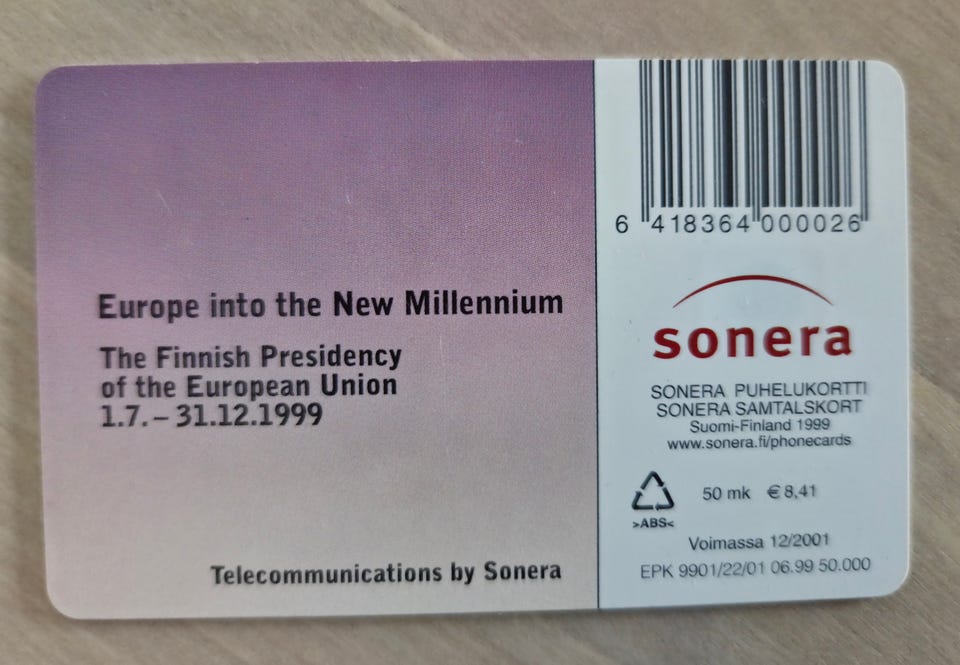 Europe into the New Millennium
The Finnish Presidency
of the European Union
1.7. – 31.12.1999
Telecommunications by Sonera
6 418364 000026
sonera
SONERA PUHELUKORTTI
SONERA SAMTALSKORT
Suomi-Finland 1999
www.sonera.fi/phonecards
50 mk €8,41
>ABS<
Voimassa 12/2001
EPK 9901/22/01 06.99 50.000